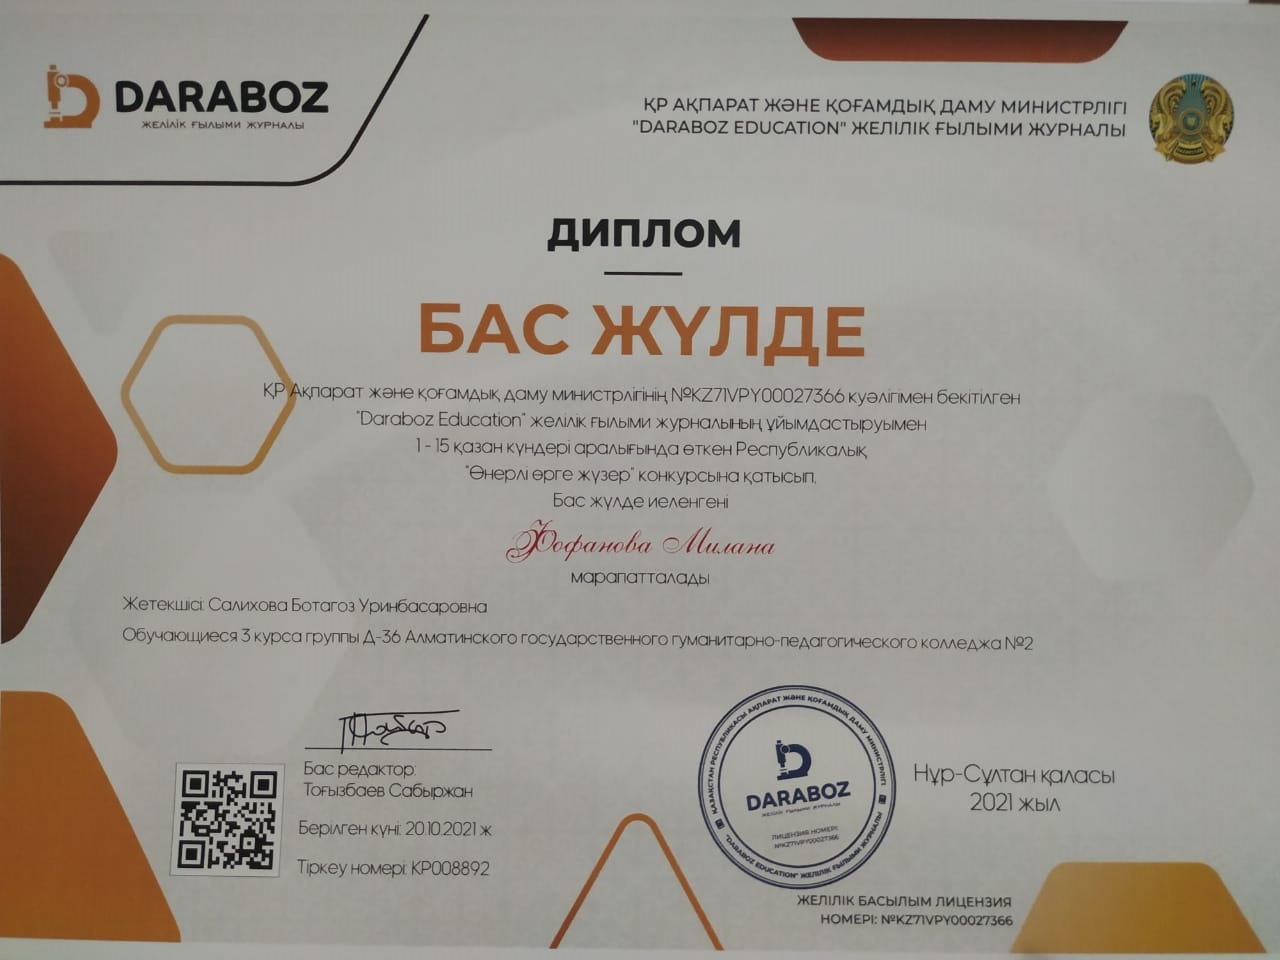 DARABOZ
ЖЕЛІЛІК ҒЫЛЫМИ ЖУРНАЛЫ
ҚР АҚПАРАТ ЖӘНЕ ҚОҒАМДЫҚ ДАМУ МИНИСТРЛІГІ
"DARABOZ EDUCATION" ЖЕЛІЛІК ҒЫЛЫМИ ЖУРНАЛЫ
ДИПЛОМ
БАС ЖҮЛДЕ
ҚР Ақпарат және қоғамдық даму министрлігінің №KZ71VPY00027366 куәлігімен бекітілген
"Daraboz Education" желілік ғылыми журналының ұйымдастыруымен
1 - 15 қазан күндері аралығында өткен Республикалық
"Өнерлі өрге жүзер" конкурсына қатысып,
Бас жүлде иеленгені
Фофанова Милана
марапатталады
Жетекшісі: Салихова Ботагоз Уринбасаровна
Обучающиеся 3 курса группы Д-36 Алматинского государственного гуманитарно-педагогического колледжа №2
Бас редактор:
Тоғызбаев Сабыржан
Берілген күні: 20.10.2021 ж
Тіркеу номері: КР008892
ҚАЗАҚСТАН РЕСПУБЛИКАСЫ АҚПАРАТ ЖӘНЕ ҚОҒАМДЫҚ ДАМУ МИНИСТРЛІГІ
DARABOZ
ЖЕЛІЛІК ҒЫЛЫМИ ЖУРНАЛЫ
ЛИЦЕНЗИЯ НОМЕРІ:
№KZ71VPY00027366
"DARABOZ EDUCATION" ЖЕЛІЛІК ҒЫЛЫМИ ЖУРНАЛЫ
Нұр-Сұлтан қаласы
2021 жыл
ЖЕЛІЛІК БАСЫЛЫМ ЛИЦЕНЗИЯ
НОМЕРІ: №KZ71VPY00027366